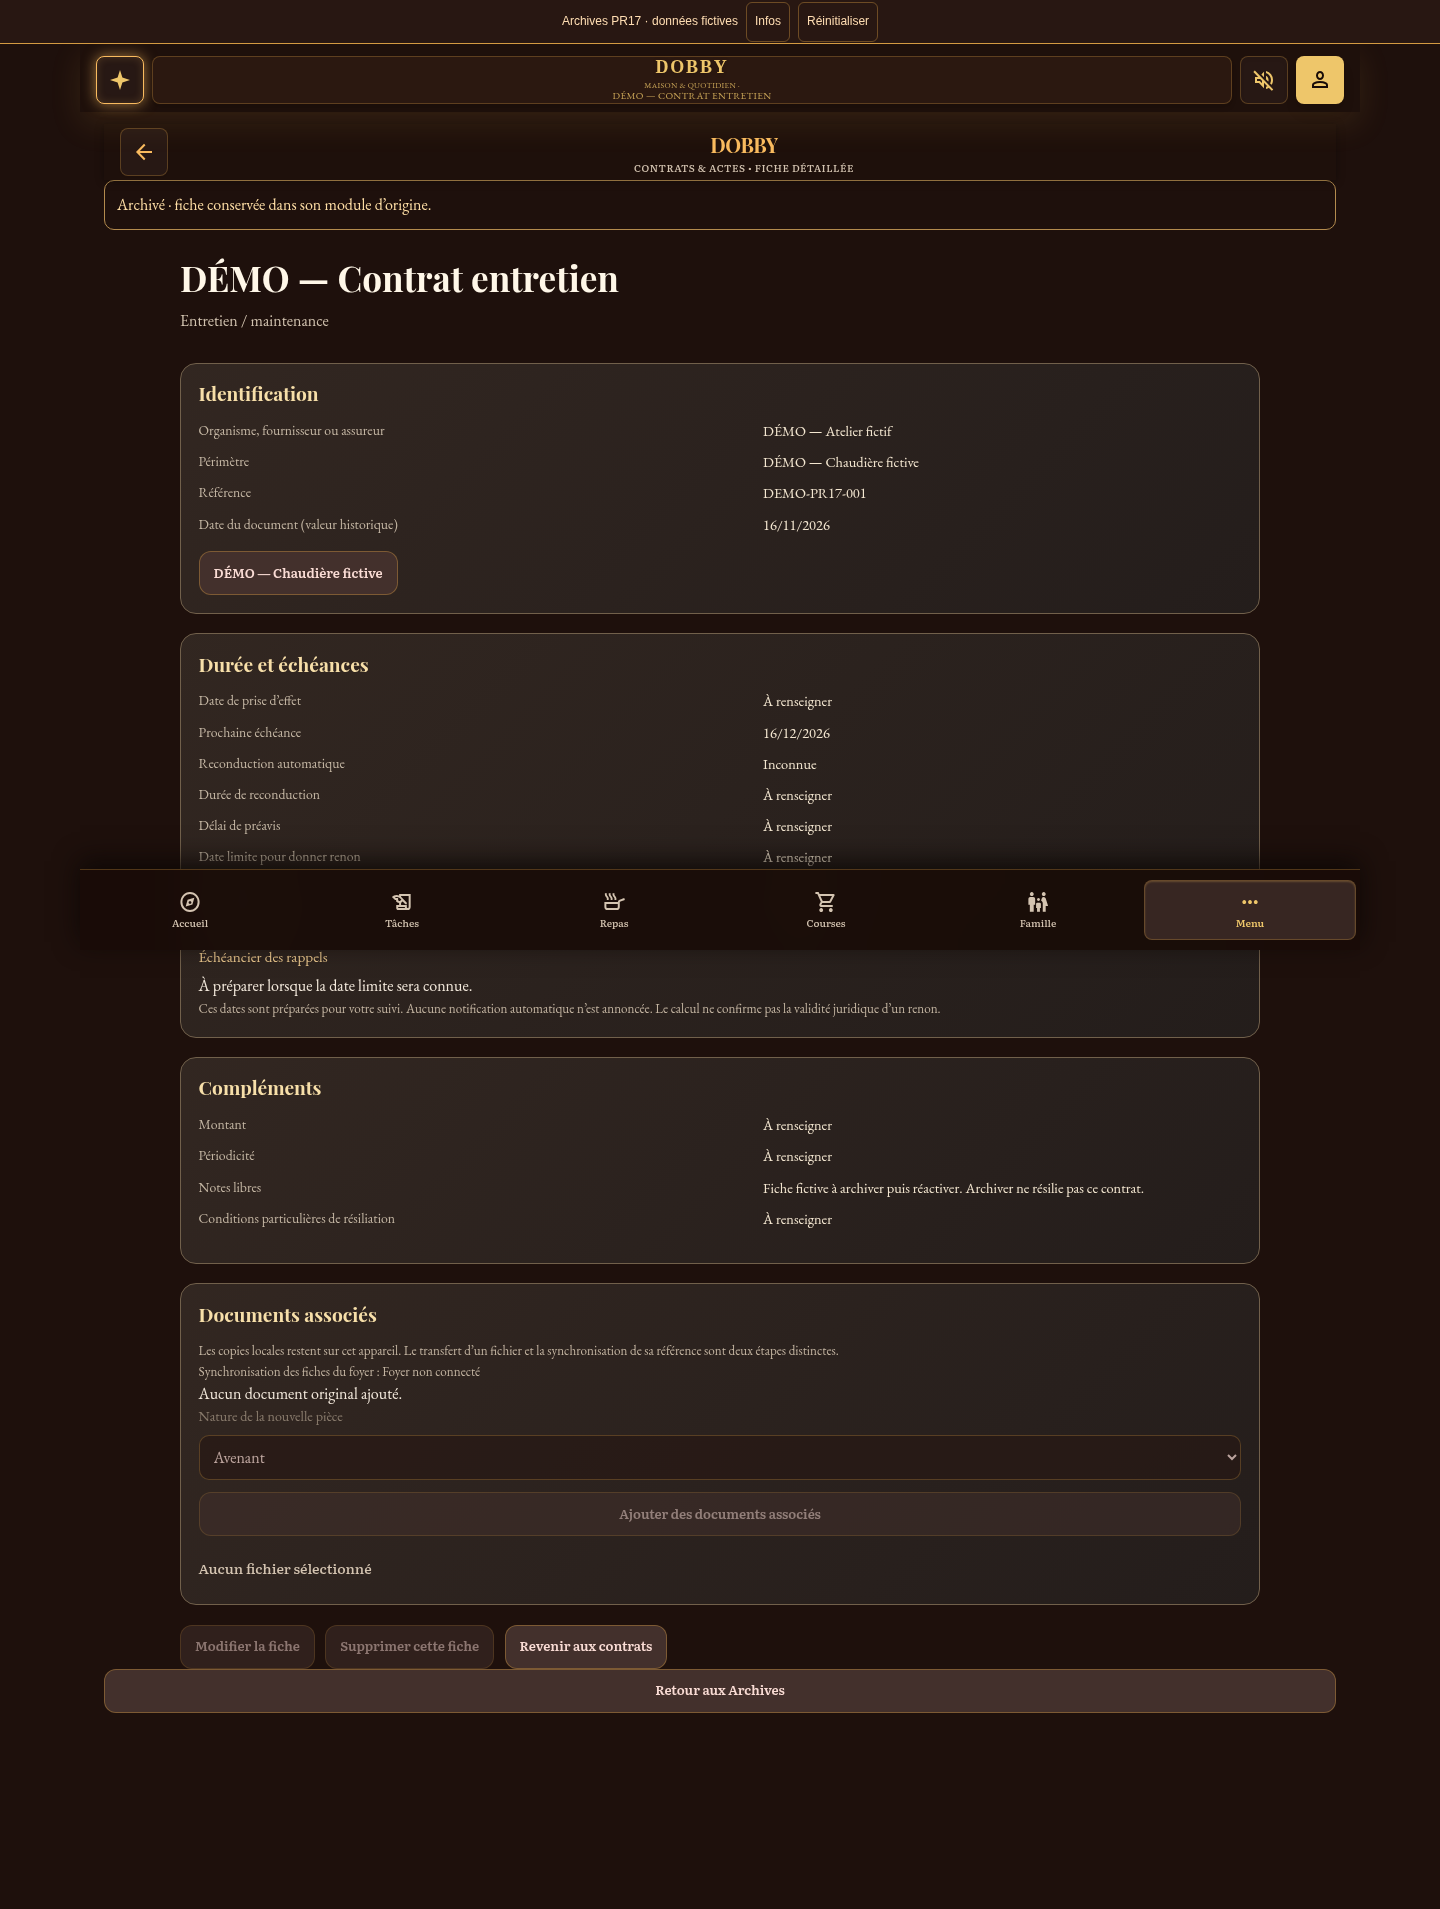 Archives PR17 · données fictives Infos Réinitialiser
DOBBY
MAISON & QUOTIDIEN ·
DÉMO — CONTRAT ENTRETIEN
DOBBY
CONTRATS & ACTES • FICHE DÉTAILLÉE
Archivé · fiche conservée dans son module d’origine.
DÉMO — Contrat entretien
Entretien / maintenance
Identification
Organisme, fournisseur ou assureur DÉMO — Atelier fictif
Périmètre DÉMO — Chaudière fictive
Référence DEMO-PR17-001
Date du document (valeur historique) 16/11/2026
DÉMO — Chaudière fictive
Durée et échéances
Date de prise d’effet À renseigner
Prochaine échéance 16/12/2026
Reconduction automatique Inconnue
Durée de reconduction À renseigner
Délai de préavis À renseigner
Date limite pour donner renon À renseigner
Accueil Tâches Repas Courses Famille Menu
Échéancier des rappels
À préparer lorsque la date limite sera connue.
Ces dates sont préparées pour votre suivi. Aucune notification automatique n’est annoncée. Le calcul ne confirme pas la validité juridique d’un renon.
Compléments
Montant À renseigner
Périodicité À renseigner
Notes libres Fiche fictive à archiver puis réactiver. Archiver ne résilie pas ce contrat.
Conditions particulières de résiliation À renseigner
Documents associés
Les copies locales restent sur cet appareil. Le transfert d’un fichier et la synchronisation de sa référence sont deux étapes distinctes.
Synchronisation des fiches du foyer : Foyer non connecté
Aucun document original ajouté.
Nature de la nouvelle pièce
Avenant
Ajouter des documents associés
Aucun fichier sélectionné
Modifier la fiche Supprimer cette fiche Revenir aux contrats
Retour aux Archives